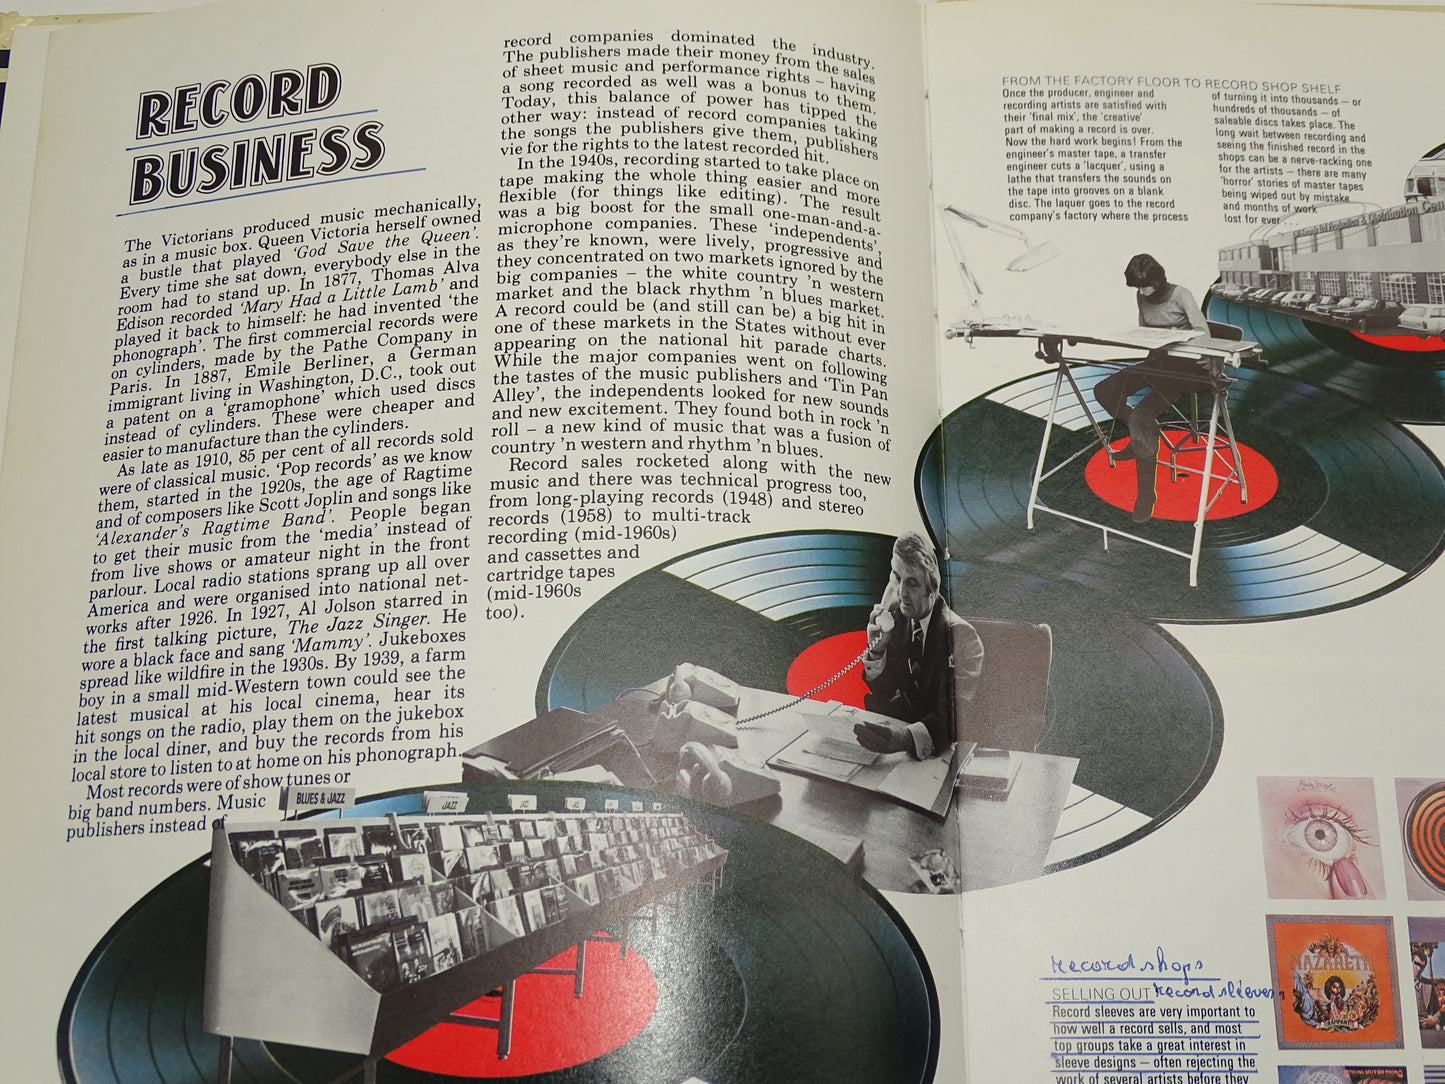 RECORD
BUSINESS
The Victorians produced music mechanically,
as in a music box. Queen Victoria herself owned
a bustle that played 'God Save the Queen'.
Every time she sat down, everybody else in the
room had to stand up. In 1877, Thomas Alva
Edison recorded 'Mary Had a Little Lamb' and
played it back to himself: he had invented 'the
phonograph'. The first commercial records were
on cylinders, made by the Pathe Company in
Paris. In 1887, Emile Berliner, a German
immigrant living in Washington, D.C., took out
a patent on a 'gramophone' which used discs
instead of cylinders. These were cheaper and
easier to manufacture than the cylinders.
As late as 1910, 85 per cent of all records sold
were of classical music. 'Pop records' as we know
them, started in the 1920s, the age of Ragtime
and of composers like Scott Joplin and songs like
'Alexander's Ragtime Band'. People began
to get their music from the 'media' instead of
from live shows or amateur night in the front
parlour. Local radio stations sprang up all over
America and were organised into national net-
works after 1926. In 1927, Al Jolson starred in
the first talking picture, The Jazz Singer. He
wore a black face and sang 'Mammy'. Jukeboxes
spread like wildfire in the 1930s. By 1939, a farm
boy in a small mid-Western town could see the
latest musical at his local cinema, hear its
hit songs on the radio, play them on the jukebox
in the local diner, and buy the records from his
local store to listen to at home on his phonograph.
Most records were of show tunes or
big band numbers. Music
publishers instead of
record companies dominated the industry.
The publishers made their money from the sales
of sheet music and performance rights – having
a song recorded as well was a bonus to them.
Today, this balance of power has tipped the
other way: instead of record companies taking
the songs the publishers give them, publishers
vie for the rights to the latest recorded hit.
In the 1940s, recording started to take place on
tape making the whole thing easier and more
flexible (for things like editing). The result
was a big boost for the small one-man-and-a-
microphone companies. These 'independents',
as they're known, were lively, progressive and
they concentrated on two markets ignored by the
big companies – the white country 'n western
market and the black rhythm 'n blues market.
A record could be (and still can be) a big hit in
one of these markets in the States without ever
appearing on the national hit parade charts.
While the major companies went on following
the tastes of the music publishers and 'Tin Pan
Alley', the independents looked for new sounds
and new excitement. They found both in rock 'n
roll – a new kind of music that was a fusion of
country 'n western and rhythm 'n blues.
Record sales rocketed along with the new
music and there was technical progress too,
from long-playing records (1948) and stereo
records (1958) to multi-track
recording (mid-1960s)
and cassettes and
cartridge tapes
(mid-1960s
too).
BLUES & JAZZ
JAZZ
JAZZ
FROM THE FACTORY FLOOR TO RECORD SHOP SHELF
Once the producer, engineer and
recording artists are satisfied with
their 'final mix', the 'creative'
part of making a record is over.
Now the hard work begins! From the
engineer's master tape, a transfer
engineer cuts a 'lacquer', using a
lathe that transfers the sounds on
the tape into grooves on a blank
disc. The laquer goes to the record
company's factory where the process
of turning it into thousands – or
hundreds of thousands – of
saleable discs takes place. The
long wait between recording and
seeing the finished record in the
shops can be a nerve-racking one
for the artists – there are many
'horror' stories of master tapes
being wiped out by mistake
and months of work
lost for ever.
Production & Distribution
record shops
SELLING OUT record sleeves
Record sleeves are very important to
how well a record sells, and most
top groups take a great interest in
sleeve designs – often rejecting the
work of several artists before they
NAZARETH
RAMPANT